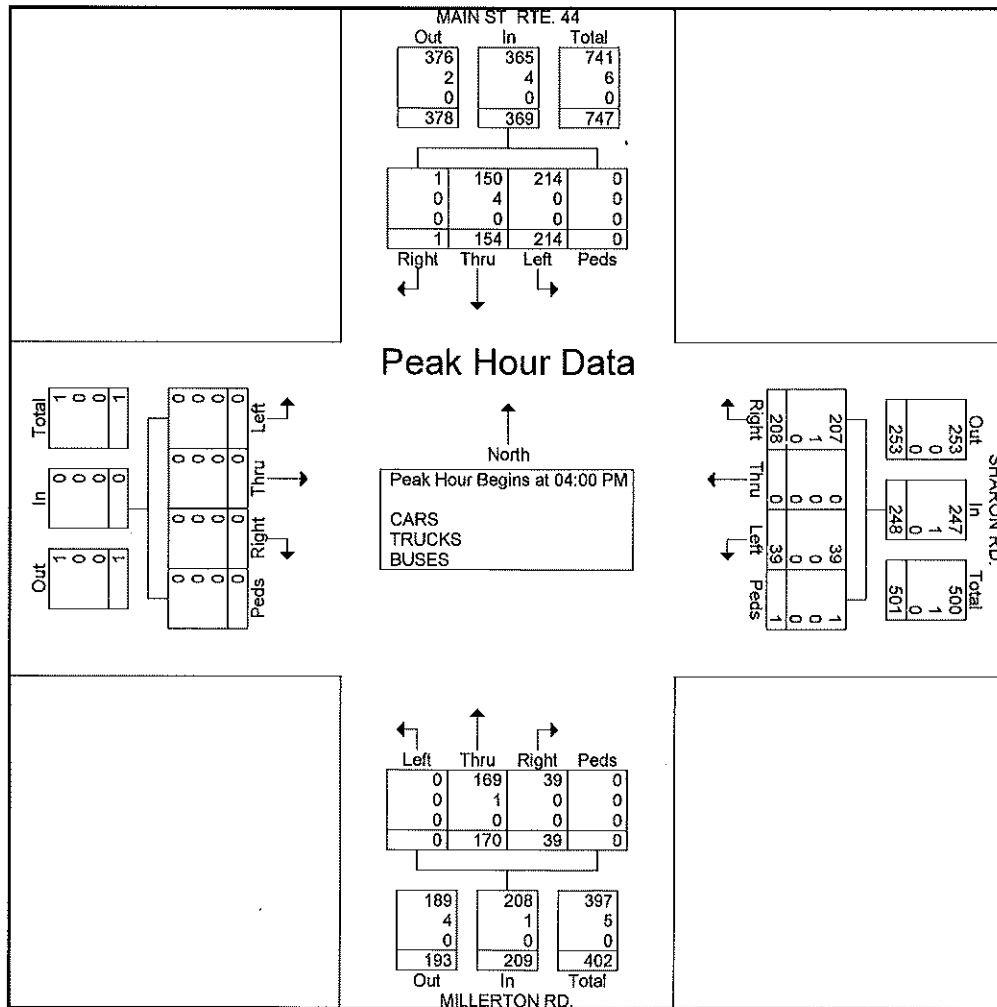 MAIN ST RTE. 44
Out In Total
376 365 741
2 4 6
0 0 0
378 369 747
1 150 214 0
0 4 0 0
0 0 0 0
1 154 214 0
Right Thru Left Peds
Peak Hour Data
North
Peak Hour Begins at 04:00 PM
CARS
TRUCKS
BUSES
Total
1 0 0 1
In
0 0 0 0
Out
1 0 0 1
Left
0 0 0 0
Thru
0 0 0 0
Right
0 0 0 0
Peds
0 0 0 0
Right
207 1 0 208
Thru
0 0 0 0
Left
39 0 0 39
Peds
1 0 0 1
SHARON RD.
Out
253 0 0 253
In
247 1 0 248
Total
500 1 0 501
Left Thru Right Peds
0 169 39 0
0 1 0 0
0 0 0 0
0 170 39 0
189 208 397
4 1 5
0 0 0
193 209 402
Out In Total
MILLERTON RD.